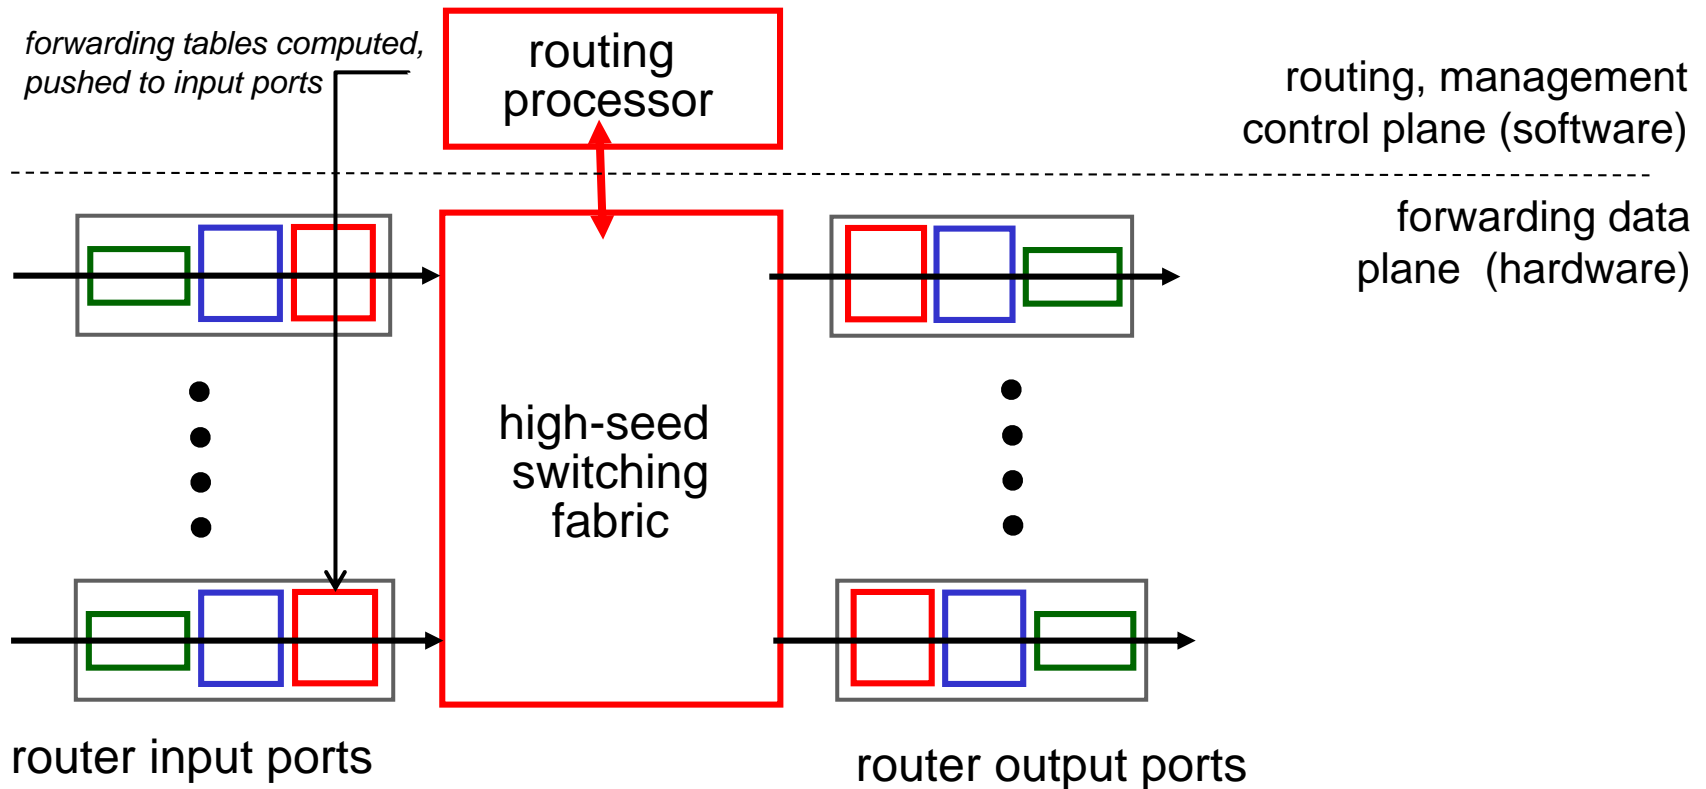 forwarding tables computed,
pushed to input ports
routing
processor
routing, management
control plane (software)
forwarding data
plane (hardware)
high-seed
switching
fabric
router input ports
router output ports